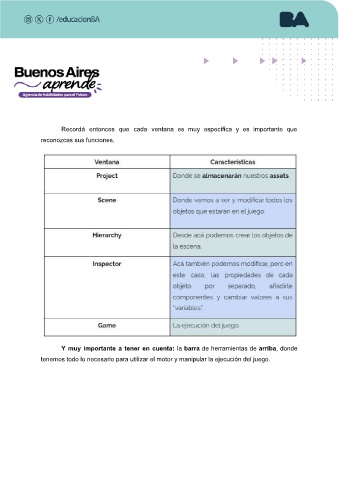 /educacionBA
BA
Buenos Aires
aprende
Agencia de Habilidades para el Futuro
Recordá entonces que cada ventana es muy específica y es importante que
reconozcas sus funciones.
Ventana Características
Project Donde se almacenarán nuestros assets.
Scene Donde vamos a ver y modificar todos los
objetos que estarán en el juego.
Hierarchy Desde acá podemos crear los objetos de
la escena.
Inspector Acá también podemos modificar, pero en
este caso, las propiedades de cada
objeto por separado, añadirle
componentes y cambiar valores a sus
"variables".
Game La ejecución del juego.
Y muy importante a tener en cuenta: la barra de herramientas de arriba, donde
tenemos todo lo necesario para utilizar el motor y manipular la ejecución del juego.